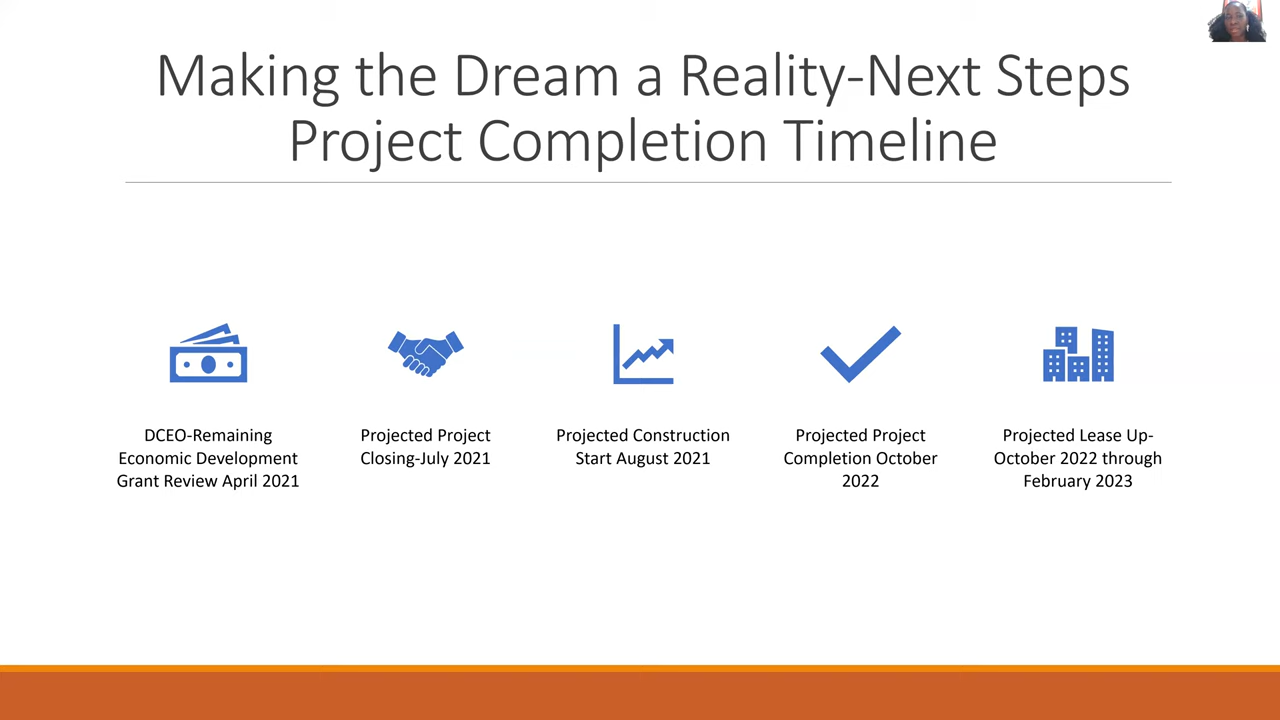 Making the Dream a Reality-Next Steps
Project Completion Timeline
DCEO-Remaining
Economic Development
Grant Review April 2021
Projected Project
Closing-July 2021
Projected Construction
Start August 2021
Projected Project
Completion October
2022
Projected Lease Up-
October 2022 through
February 2023